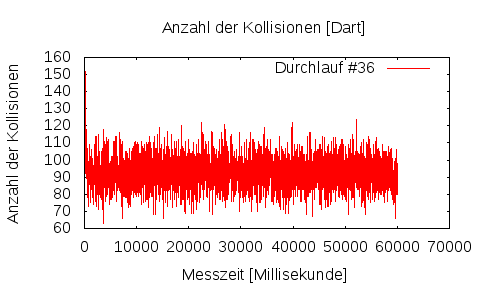 Anzahl der Kollisionen [Dart]
Durchlauf #36
Anzahl der Kollisionen
160
150
140
130
120
110
100
90
80
70
60
0 10000 20000 30000 40000 50000 60000 70000
Messzeit [Millisekunde]